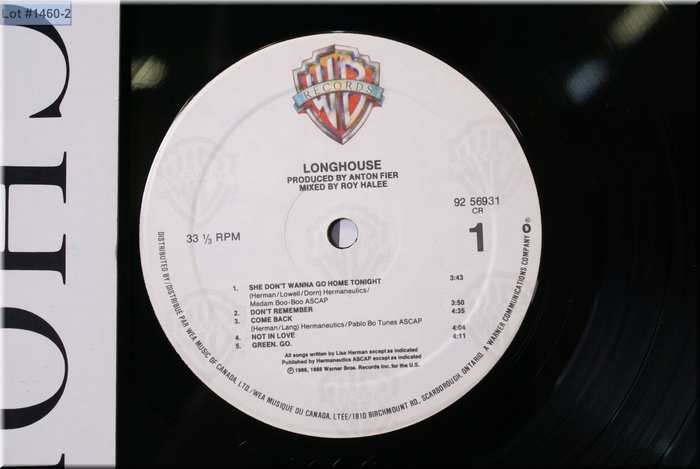 Lot #1460-2
CHO
WB
RECORDS
LONGHOUSE
PRODUCED BY ANTON FIER
MIXED BY ROY HALEE
92 56931
CR
33 1/3 RPM
1
1. SHE DON'T WANNA GO HOME TONIGHT 3:43
(Herman/Lowell/Dorn) Hermaneutics/
Madam Boo-Boo ASCAP
2. DON'T REMEMBER 3:50
3. COME BACK 4:35
(Herman/Lang) Hermaneutics/Pablo Bo Tunes ASCAP
4. NOT IN LOVE 4:04
5. GREEN. GO. 4:11
All songs written by Lisa Herman except as indicated
Published by Hermaneutics ASCAP except as indicated
Ⓟ 1986, 1988 Warner Bros. Records Inc. for the U.S.
DISTRIBUTED BY/DISTRIBUÉ PAR WEA MUSIC OF CANADA, LTD./WEA MUSIQUE DU CANADA, LTÉE/1810 BIRCHMOUNT RD., SCARBOROUGH, ONTARIO. A WARNER COMMUNICATIONS COMPANY